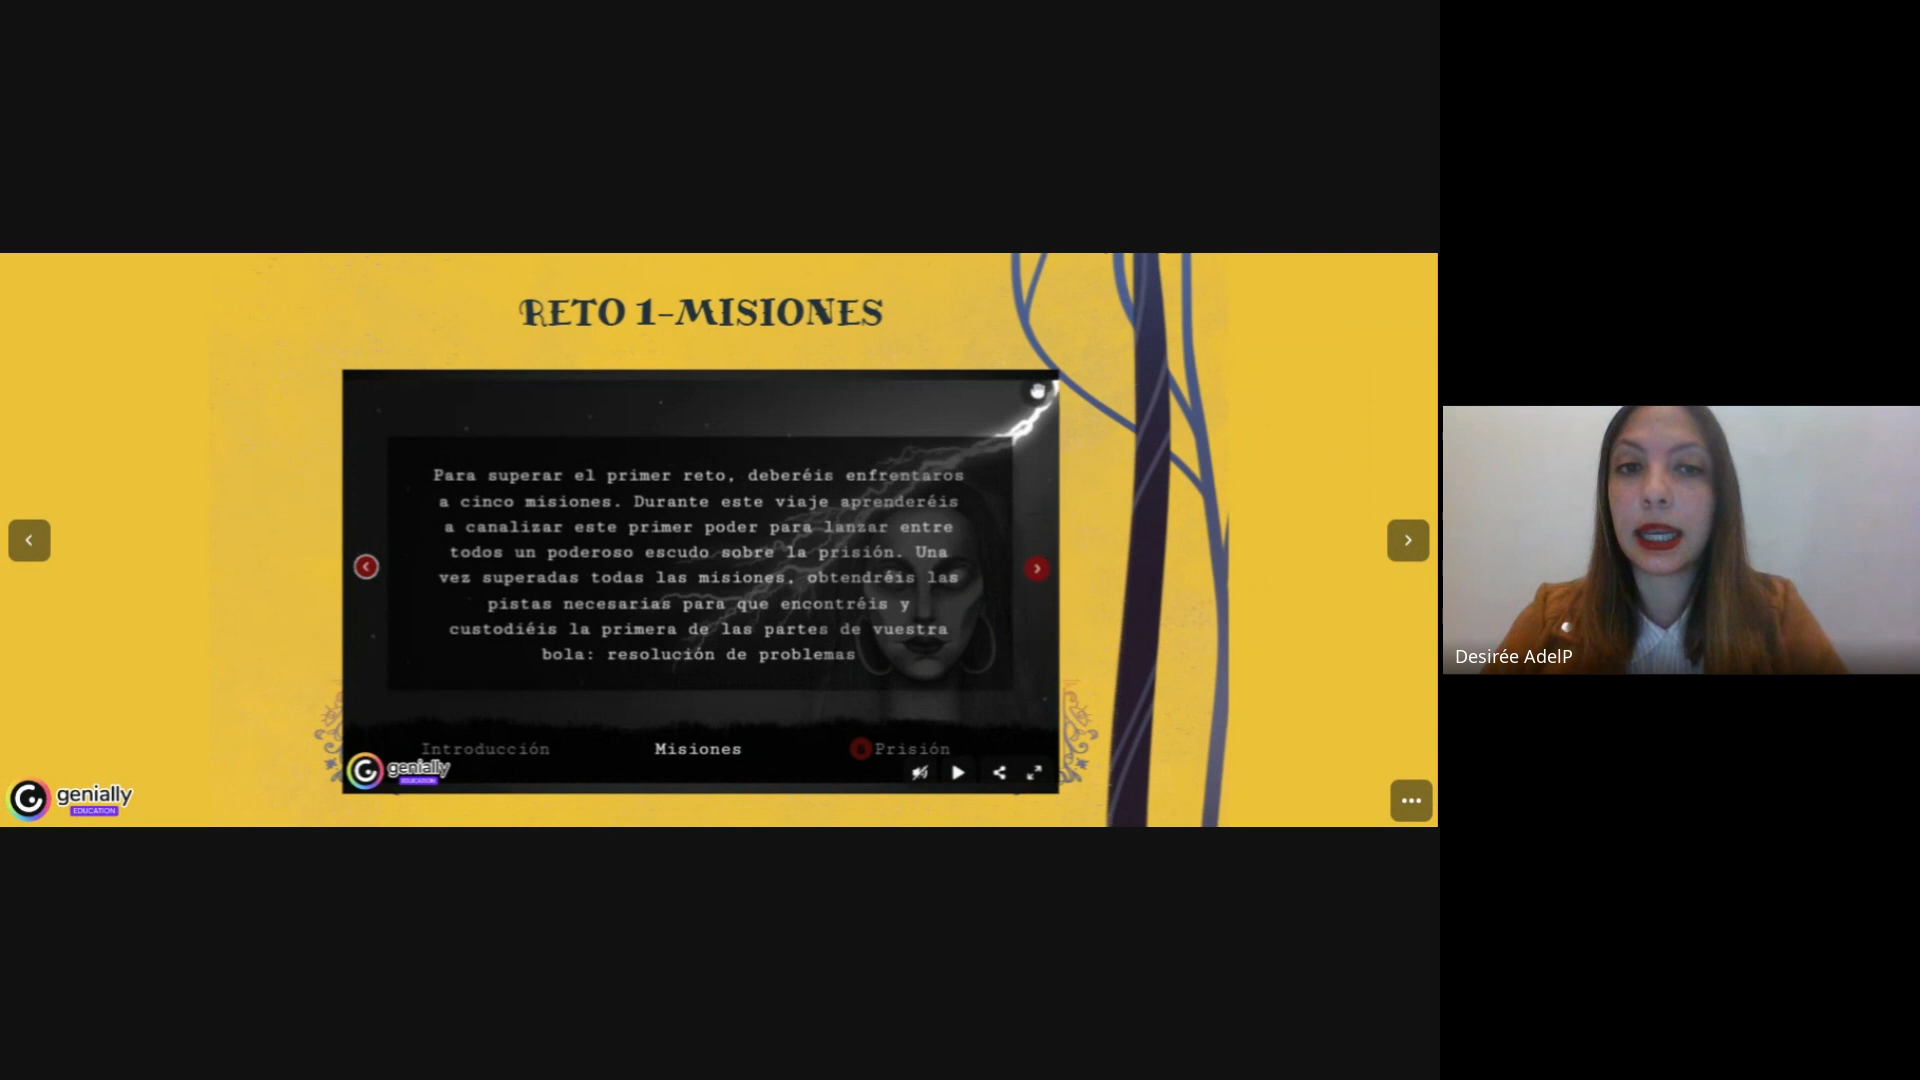 RETO 1-MISIONES
Para superar el primer reto, deberéis enfrentaros
a cinco misiones. Durante este viaje aprenderéis
a canalizar este primer poder para lanzar entre
todos un poderoso escudo sobre la prisión. Una
vez superadas todas las misiones, obtendréis las
pistas necesarias para que encontréis y
custodiéis la primera de las partes de vuestra
bola: resolución de problemas
Introducción
Misiones
Prisión
genially
EDUCATION
genially
EDUCATION
Desirée AdelP